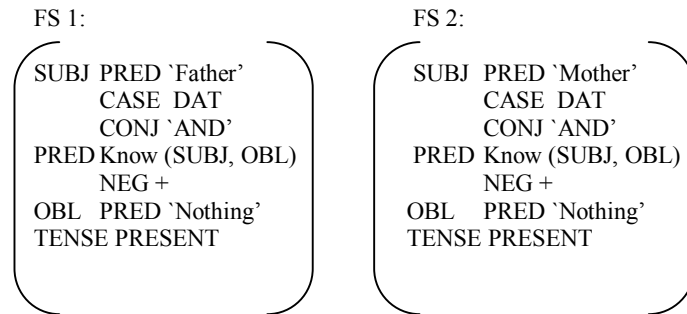 FS 1:
SUBJ PRED `Father’
CASE DAT
CONJ `AND’
PRED Know (SUBJ, OBL)
NEG +
OBL PRED `Nothing’
TENSE PRESENT
FS 2:
SUBJ PRED `Mother’
CASE DAT
CONJ `AND’
PRED Know (SUBJ, OBL)
NEG +
OBL PRED `Nothing’
TENSE PRESENT